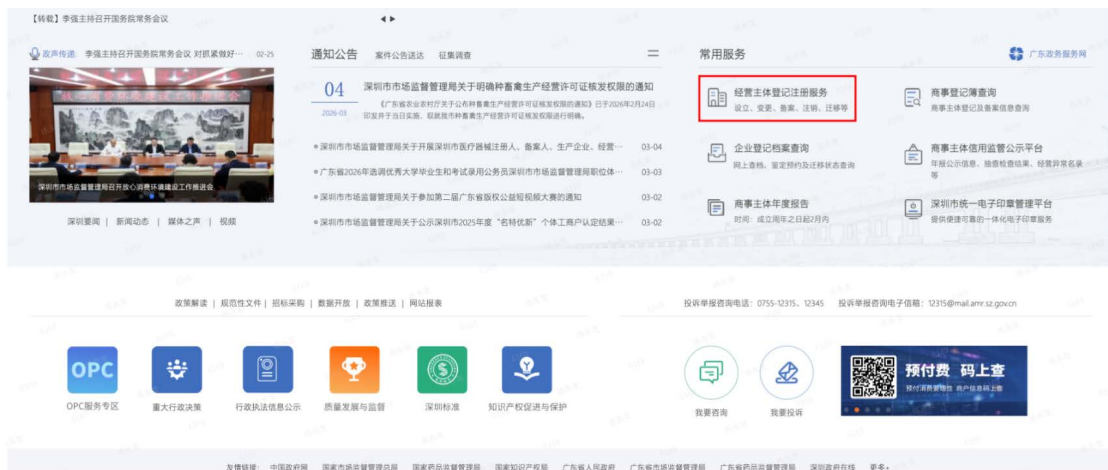 【转载】李强主持召开国务院常务会议
政声传递 李强主持召开国务院常务会议 对抓紧做好… 02-25
深圳市市场监督管理局召开放心消费环境建设工作推进会
深圳要闻 | 新闻动态 | 媒体之声 | 视频
通知公告 案件公告送达 征集调查
04
2026-03
深圳市市场监督管理局关于明确种畜禽生产经营许可证核发权限的通知
《广东省农业农村厅关于公布种畜禽生产经营许可证核发权限的通知》已于2026年2月24日
印发并于当日实施，现就我市种畜禽生产经营许可证核发权限进行明确。
深圳市市场监督管理局关于开展深圳市医疗器械注册人、备案人、生产企业、经营… 03-04
广东省2026年选调优秀大学毕业生和考试录用公务员深圳市市场监督管理局职位体… 03-03
深圳市市场监督管理局关于参加第二届广东省版权公益短视频大赛的通知 03-02
深圳市市场监督管理局关于公示深圳市2025年度“名特优新”个体工商户认定结果… 03-02
常用服务
广东政务服务网
经营主体登记注册服务
设立、变更、备案、注销、迁移等
商事登记簿查询
商事主体登记及备案信息查询
企业登记档案查询
网上查档、鉴定预约及迁移状态查询
商事主体信用监管公示平台
年报公示信息、抽查检查结果、经营异常名录
等
商事主体年度报告
时间：成立周年之日起2月内
深圳市统一电子印章管理平台
提供便捷可靠的一体化电子印章服务
政策解读 | 规范性文件 | 招标采购 | 数据开放 | 政策推送 | 网站报表
投诉举报咨询电话：0755-12315、12345 投诉举报咨询电子信箱：12315@mail.amr.sz.gov.cn
OPC
OPC服务专区
重大行政决策
行政执法信息公示
质量发展与监督
深圳标准
知识产权促进与保护
我要咨询
我要投诉
预付费 码上查
友情链接： 中国政府网 国家市场监督管理总局 国家药品监督管理局 国家知识产权局 广东省人民政府 广东省市场监督管理局 广东省药品监督管理局 深圳政府在线 更多+